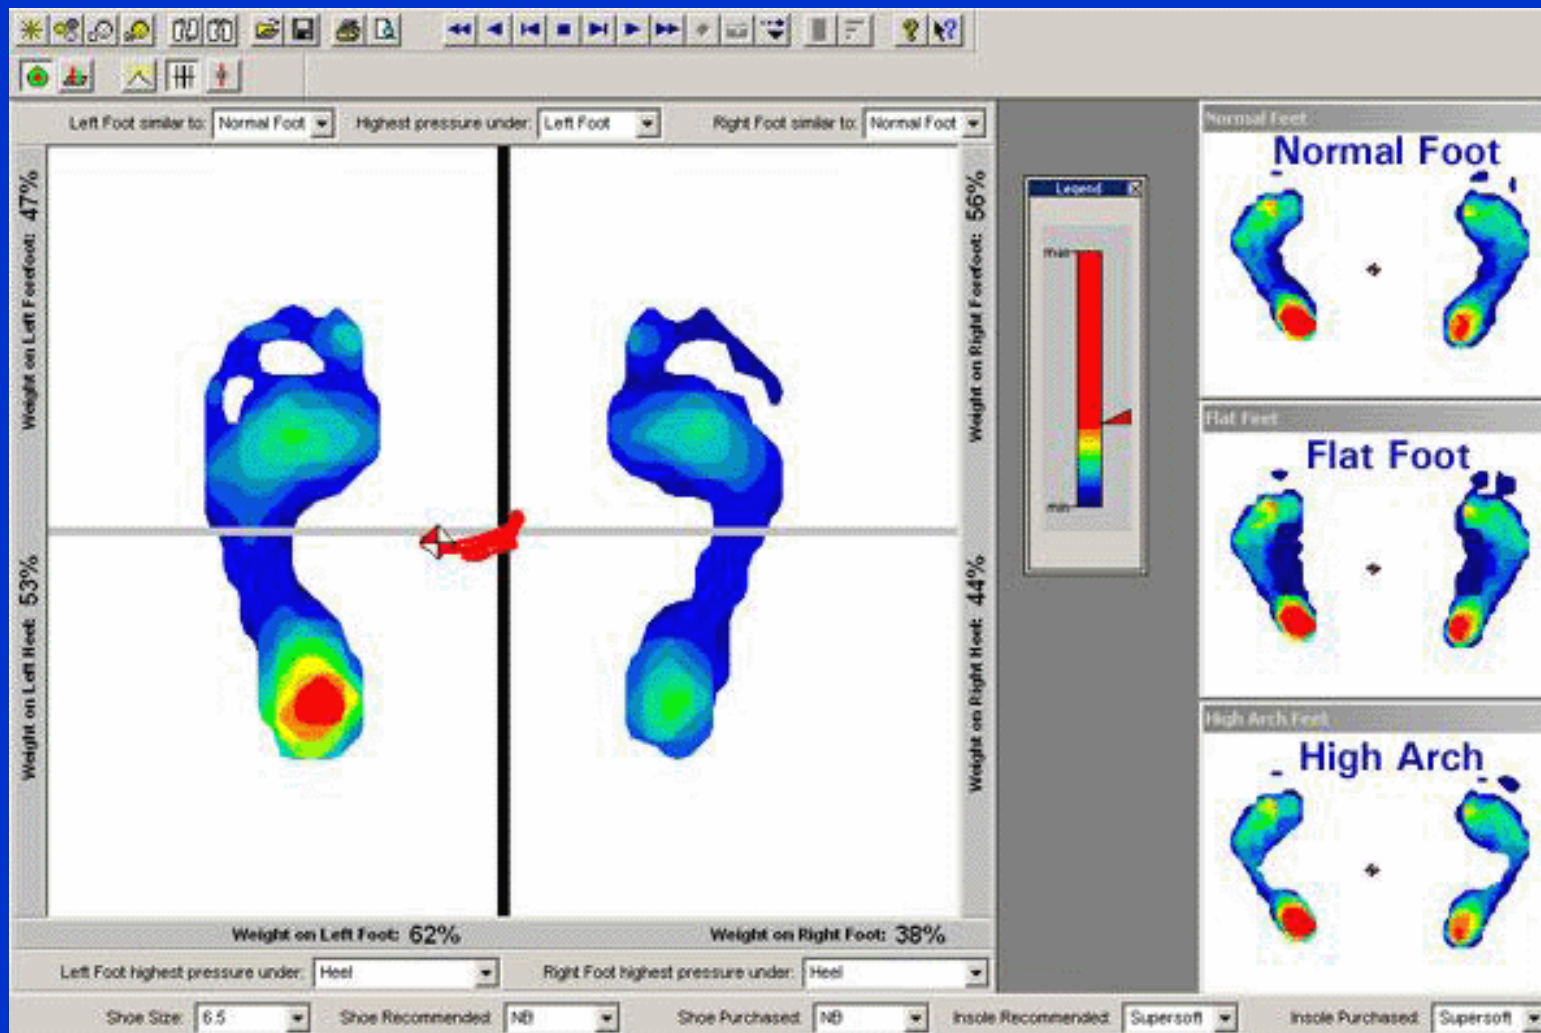 Left Foot similar to: Normal Foot Highest pressure under: Left Foot Right Foot similar to: Normal Foot
Weight on Left Forefoot: 47%
Weight on Left Heel: 53%
Weight on Right Forefoot: 56%
Weight on Right Heel: 44%
Legend
max
min
Normal Feet
Normal Foot
Flat Feet
Flat Foot
High Arch Feet
High Arch
Weight on Left Foot: 62% Weight on Right Foot: 38%
Left Foot highest pressure under: Heel Right Foot highest pressure under: Heel
Shoe Size: 6.5 Shoe Recommended: NB Shoe Purchased: NB Insole Recommended: Supersoft Insole Purchased: Supersoft